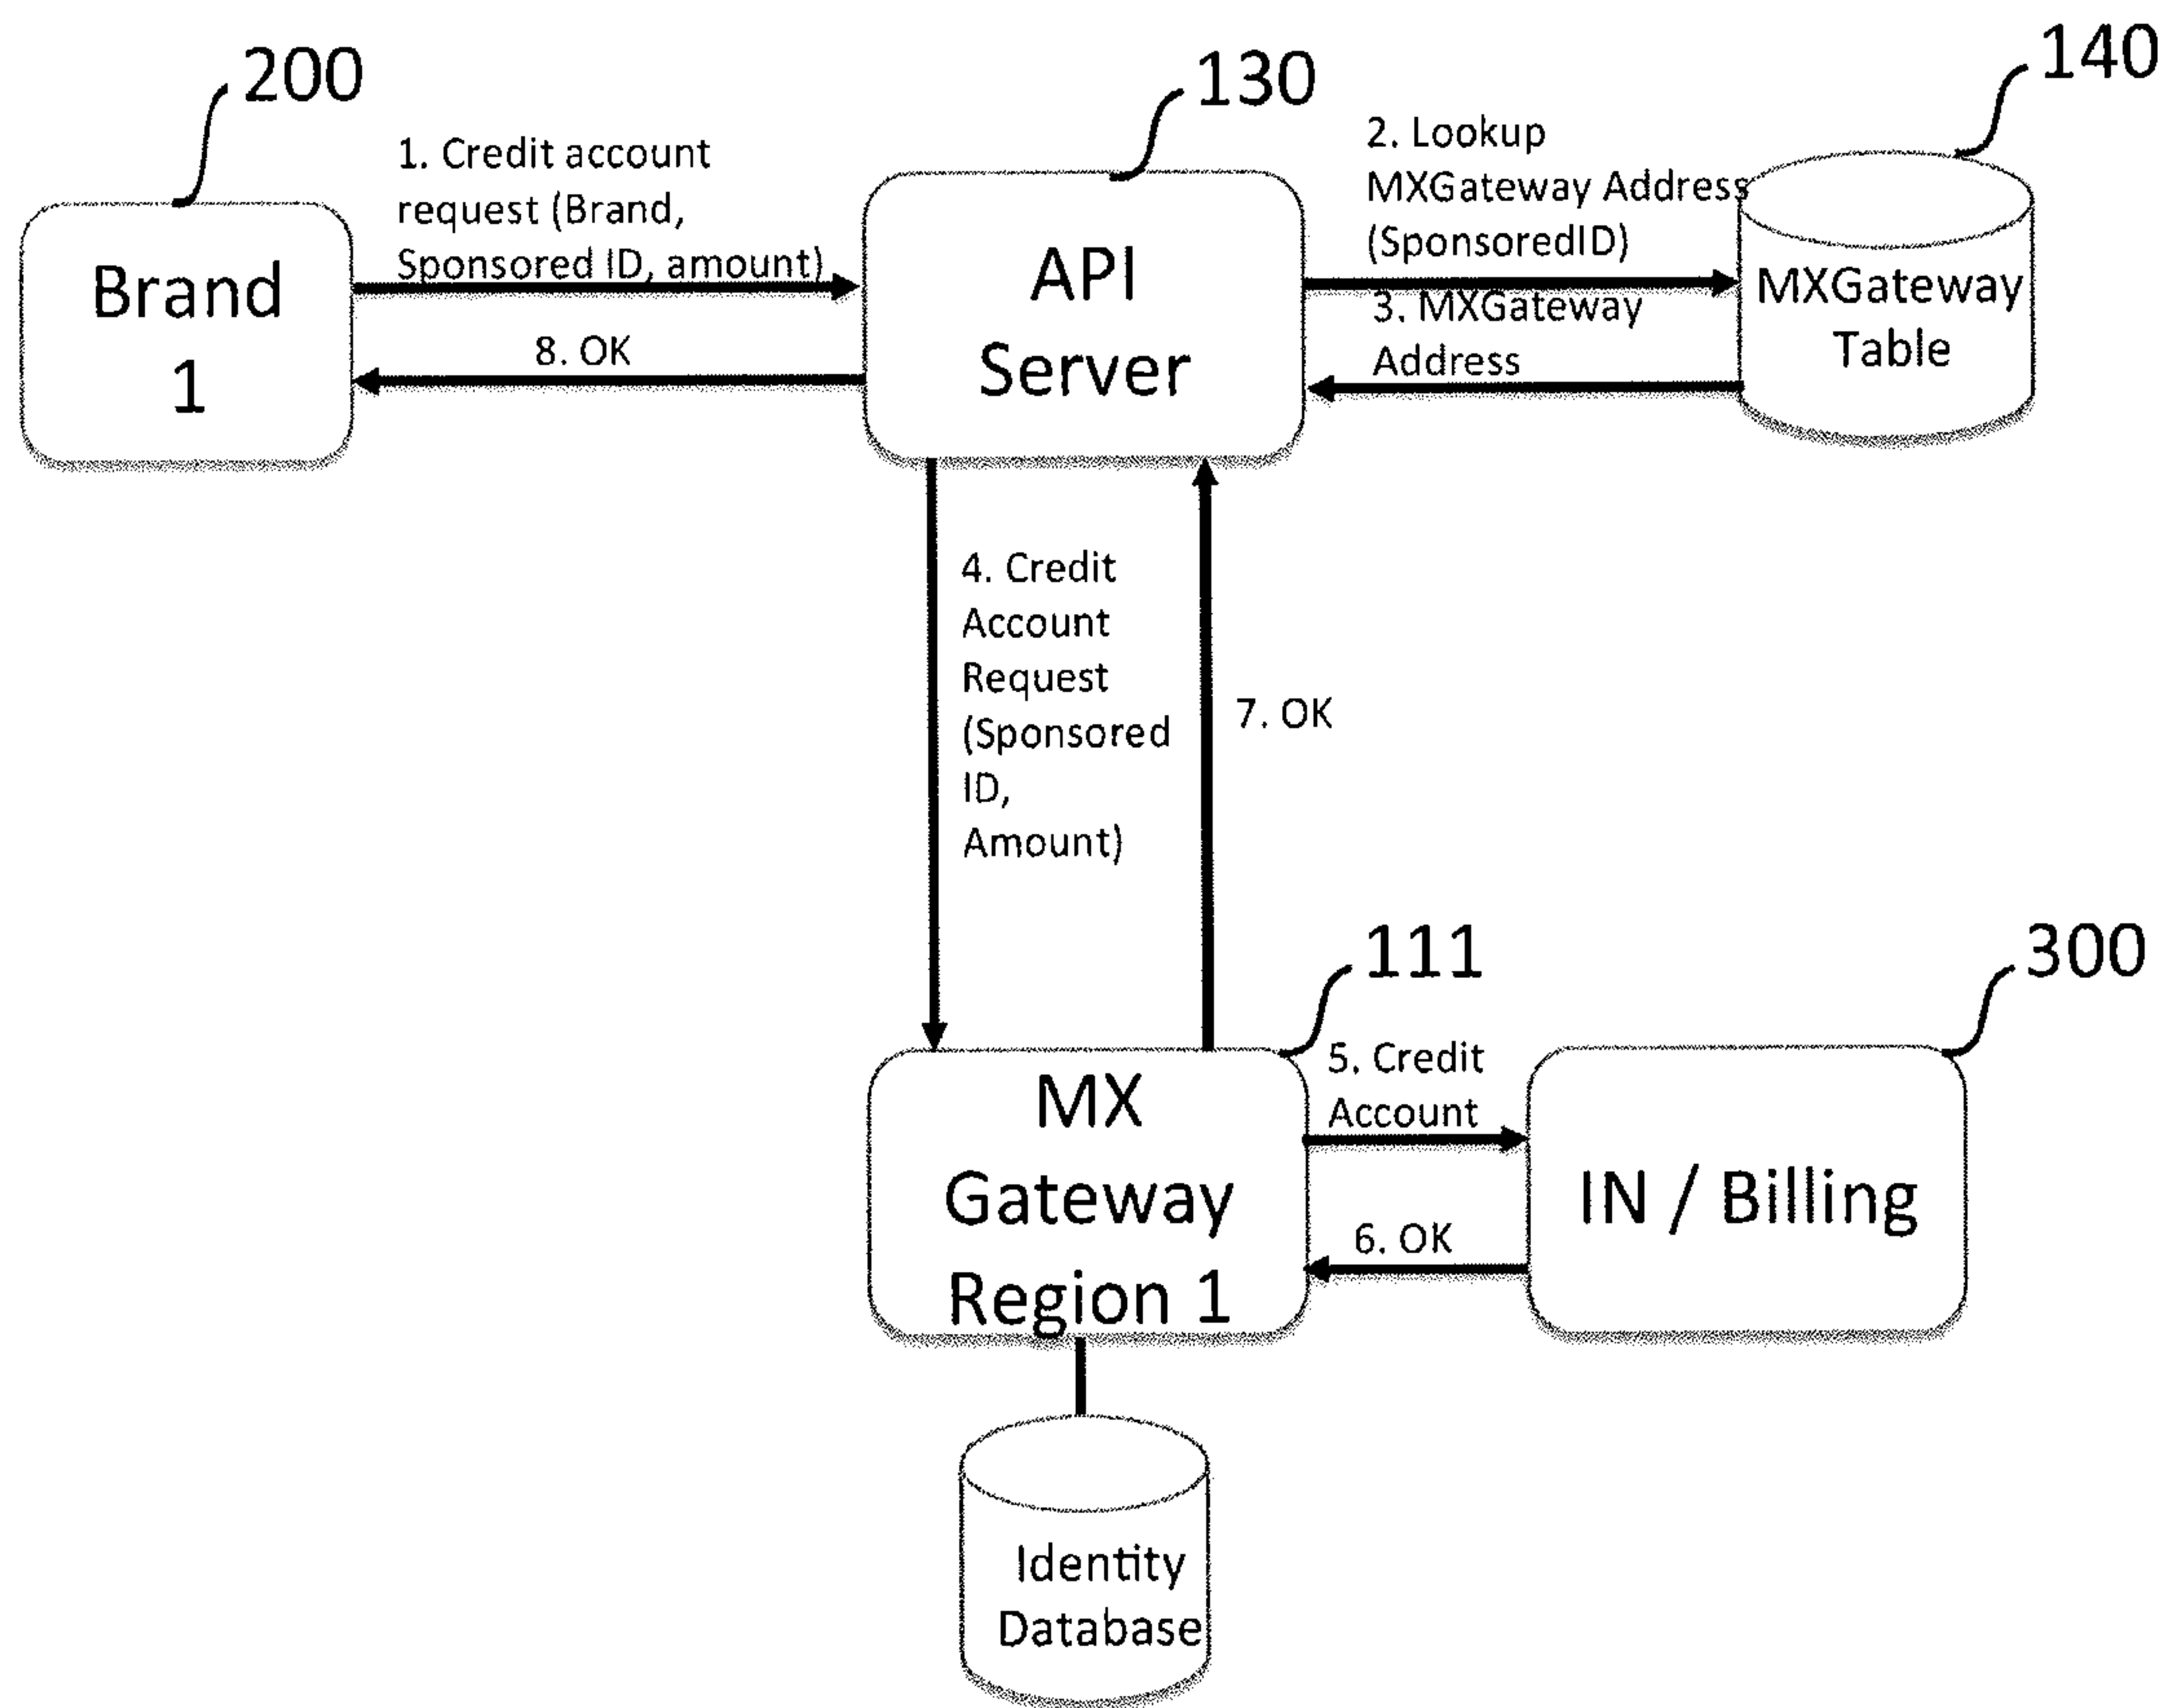 200
130
140
1. Credit account
request (Brand,
Sponsored ID, amount)
2. Lookup
MXGateway Address
(SponsoredID)
Brand
1
API
Server
MXGateway
Table
8. OK
3. MXGateway
Address
4. Credit
Account
Request
(Sponsored
ID,
Amount)
7. OK
111
300
MX
Gateway
Region 1
5. Credit
Account
6. OK
IN / Billing
Identity
Database